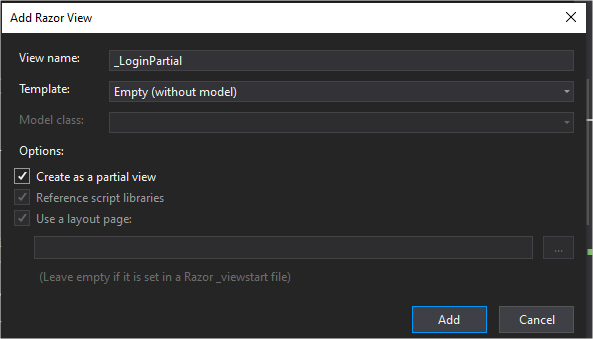 Add Razor View
View name: _LoginPartial
Template: Empty (without model)
Model class:
Options:
Create as a partial view
Reference script libraries
Use a layout page:
...
(Leave empty if it is set in a Razor _viewstart file)
Add Cancel